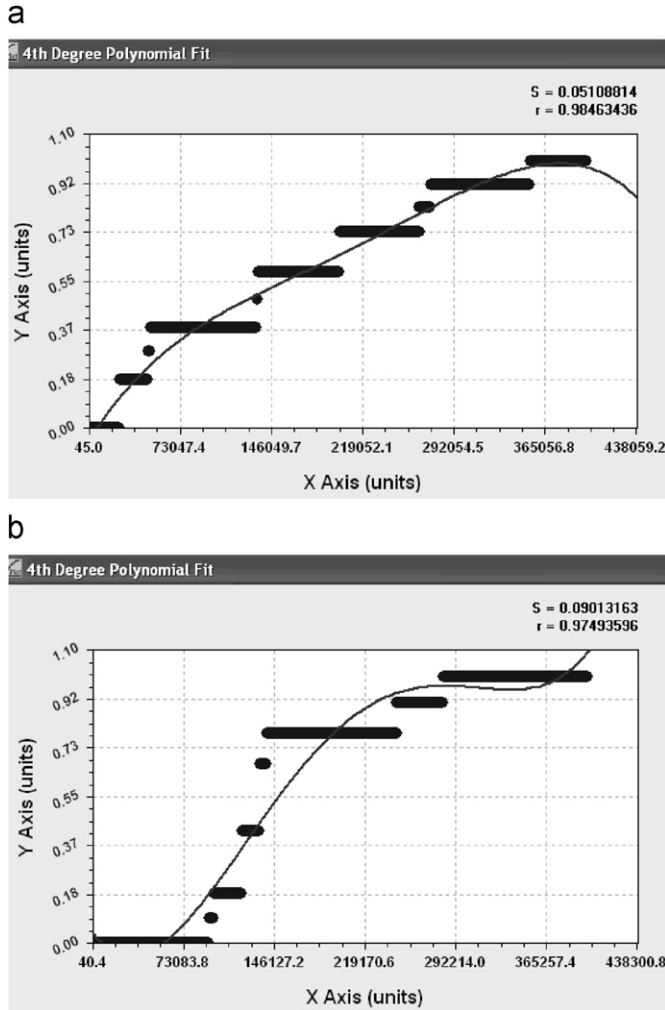 a
4th Degree Polynomial Fit
S = 0.05108814
r = 0.98463436
1.10
0.92
0.73
0.55
0.37
0.18
0.00
Y Axis (units)
45.0 73047.4 146049.7 219052.1 292054.5 365056.8 438059.2
X Axis (units)
b
4th Degree Polynomial Fit
S = 0.09013163
r = 0.97493596
1.10
0.92
0.73
0.55
0.37
0.18
0.00
Y Axis (units)
40.4 73083.8 146127.2 219170.6 292214.0 365257.4 438300.8
X Axis (units)